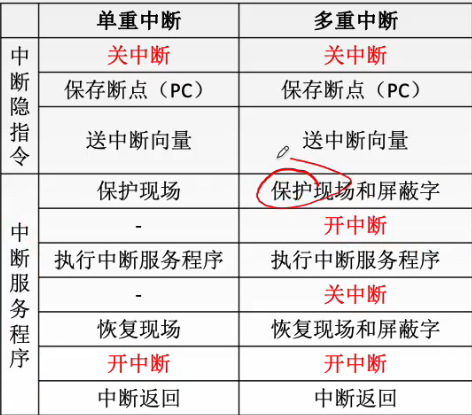 单重中断 多重中断
中断隐指令
关中断 关中断
保存断点（PC） 保存断点（PC）
送中断向量 送中断向量
中断服务程序
保护现场 保护现场和屏蔽字
- 开中断
执行中断服务程序 执行中断服务程序
- 关中断
恢复现场 恢复现场和屏蔽字
开中断 开中断
中断返回 中断返回